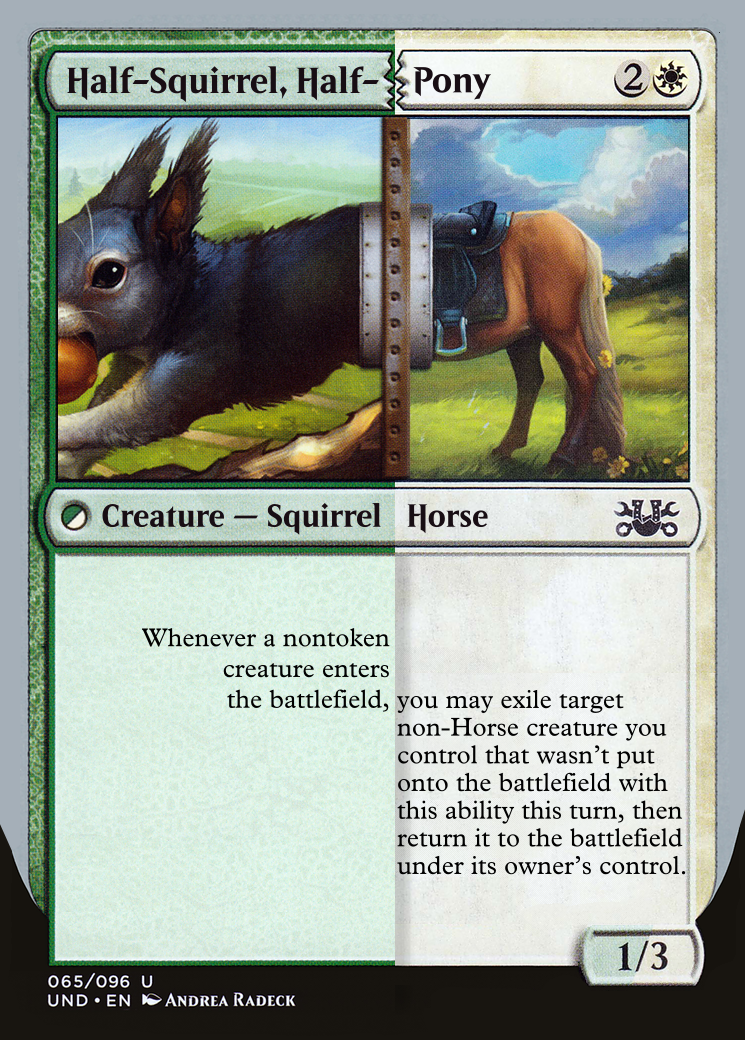 Half-Squirrel, Half- Pony 2
Creature — Squirrel Horse
Whenever a nontoken
creature enters
the battlefield, you may exile target
non-Horse creature you
control that wasn't put
onto the battlefield with
this ability this turn, then
return it to the battlefield
under its owner's control.
1/3
065/096 U
UND • EN Andrea Radeck